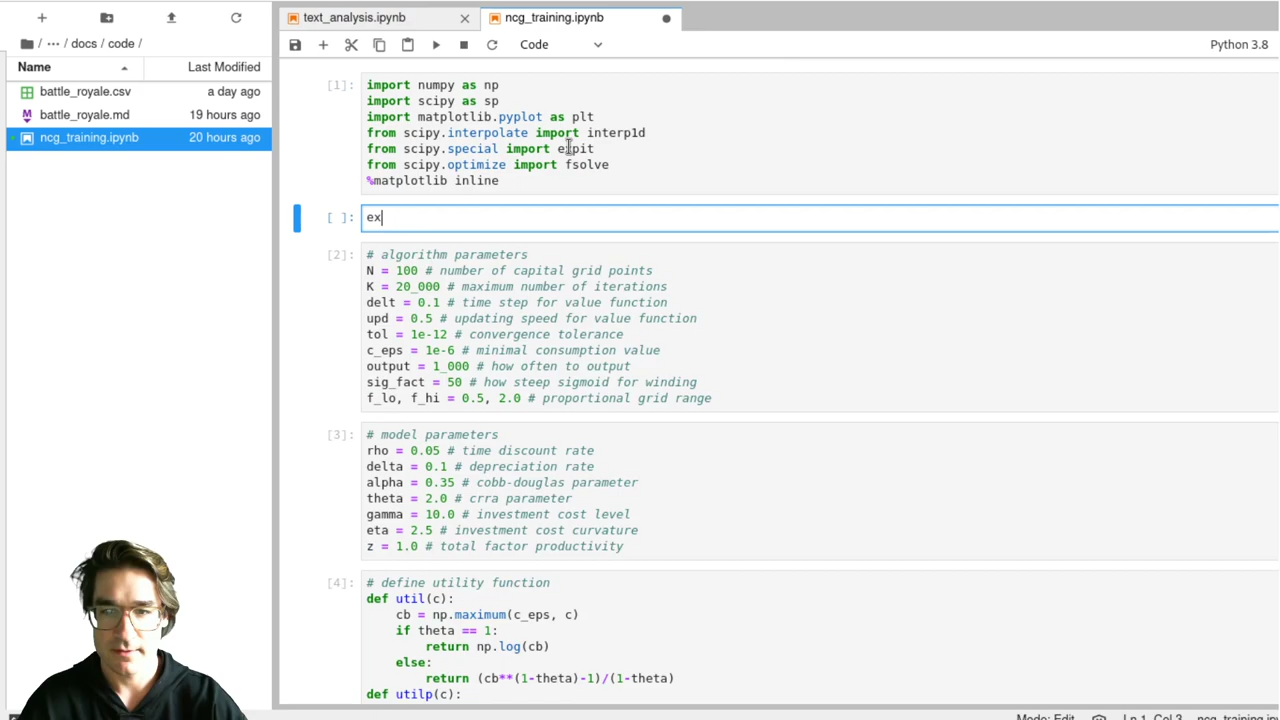 text_analysis.ipynb
ncg_training.ipynb
/ ··· / docs / code /
Code
Python 3.8
Name
Last Modified
battle_royale.csv
a day ago
battle_royale.md
19 hours ago
ncg_training.ipynb
20 hours ago
[1]:
import numpy as np
import scipy as sp
import matplotlib.pyplot as plt
from scipy.interpolate import interp1d
from scipy.special import expit
from scipy.optimize import fsolve
%matplotlib inline
[ ]:
ex
[2]:
# algorithm parameters
N = 100 # number of capital grid points
K = 20_000 # maximum number of iterations
delt = 0.1 # time step for value function
upd = 0.5 # updating speed for value function
tol = 1e-12 # convergence tolerance
c_eps = 1e-6 # minimal consumption value
output = 1_000 # how often to output
sig_fact = 50 # how steep sigmoid for winding
f_lo, f_hi = 0.5, 2.0 # proportional grid range
[3]:
# model parameters
rho = 0.05 # time discount rate
delta = 0.1 # depreciation rate
alpha = 0.35 # cobb-douglas parameter
theta = 2.0 # crra parameter
gamma = 10.0 # investment cost level
eta = 2.5 # investment cost curvature
z = 1.0 # total factor productivity
[4]:
# define utility function
def util(c):
cb = np.maximum(c_eps, c)
if theta == 1:
return np.log(cb)
else:
return (cb**(1-theta)-1)/(1-theta)
def utilp(c):
Mode: Edit
Ln 1, Col 3
ncg_training.ip